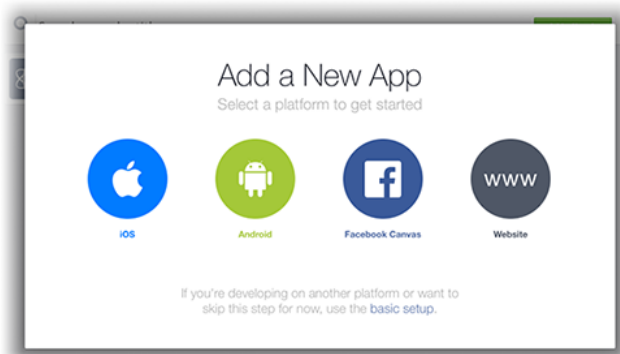 Add a New App
Select a platform to get started
www
iOS
Android
Facebook Canvas
Website
If you're developing on another platform or want to
skip this step for now, use the basic setup.